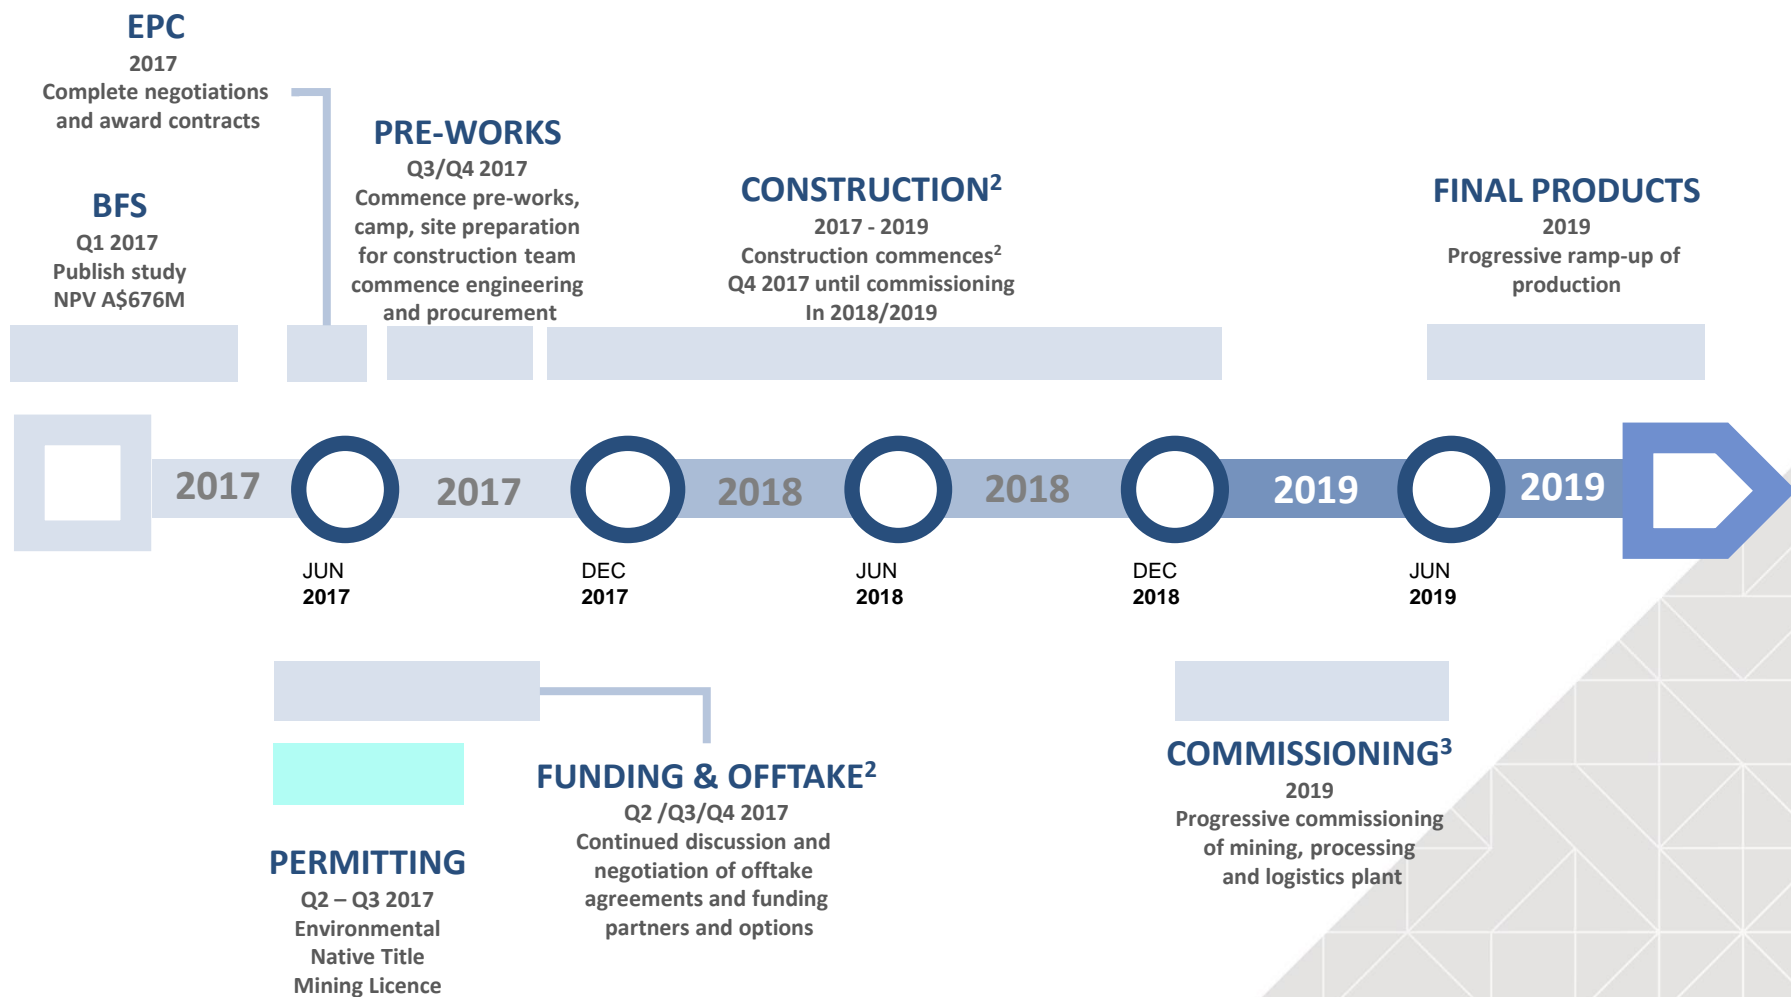 EPC
2017
Complete negotiations
and award contracts
BFS
Q1 2017
Publish study
NPV A$676M
PRE-WORKS
Q3/Q4 2017
Commence pre-works,
camp, site preparation
for construction team
commence engineering
and procurement
CONSTRUCTION²
2017 - 2019
Construction commences²
Q4 2017 until commissioning
In 2018/2019
FINAL PRODUCTS
2019
Progressive ramp-up of
production
2017
2017
2018
2018
2019
2019
JUN
2017
DEC
2017
JUN
2018
DEC
2018
JUN
2019
FUNDING & OFFTAKE²
Q2 /Q3/Q4 2017
Continued discussion and
negotiation of offtake
agreements and funding
partners and options
PERMITTING
Q2 – Q3 2017
Environmental
Native Title
Mining Licence
COMMISSIONING³
2019
Progressive commissioning
of mining, processing
and logistics plant